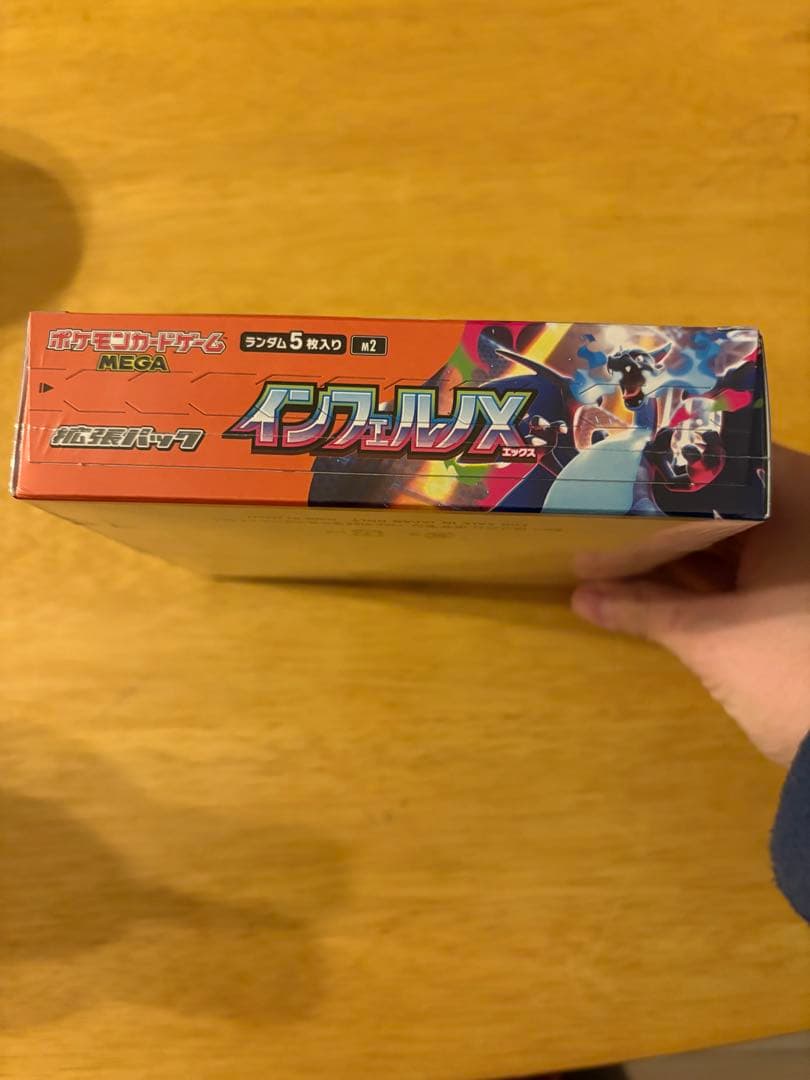 ポケモンカードゲーム
MEGA
ランダム5枚入り M2
拡張パック
インフェルノX
エックス